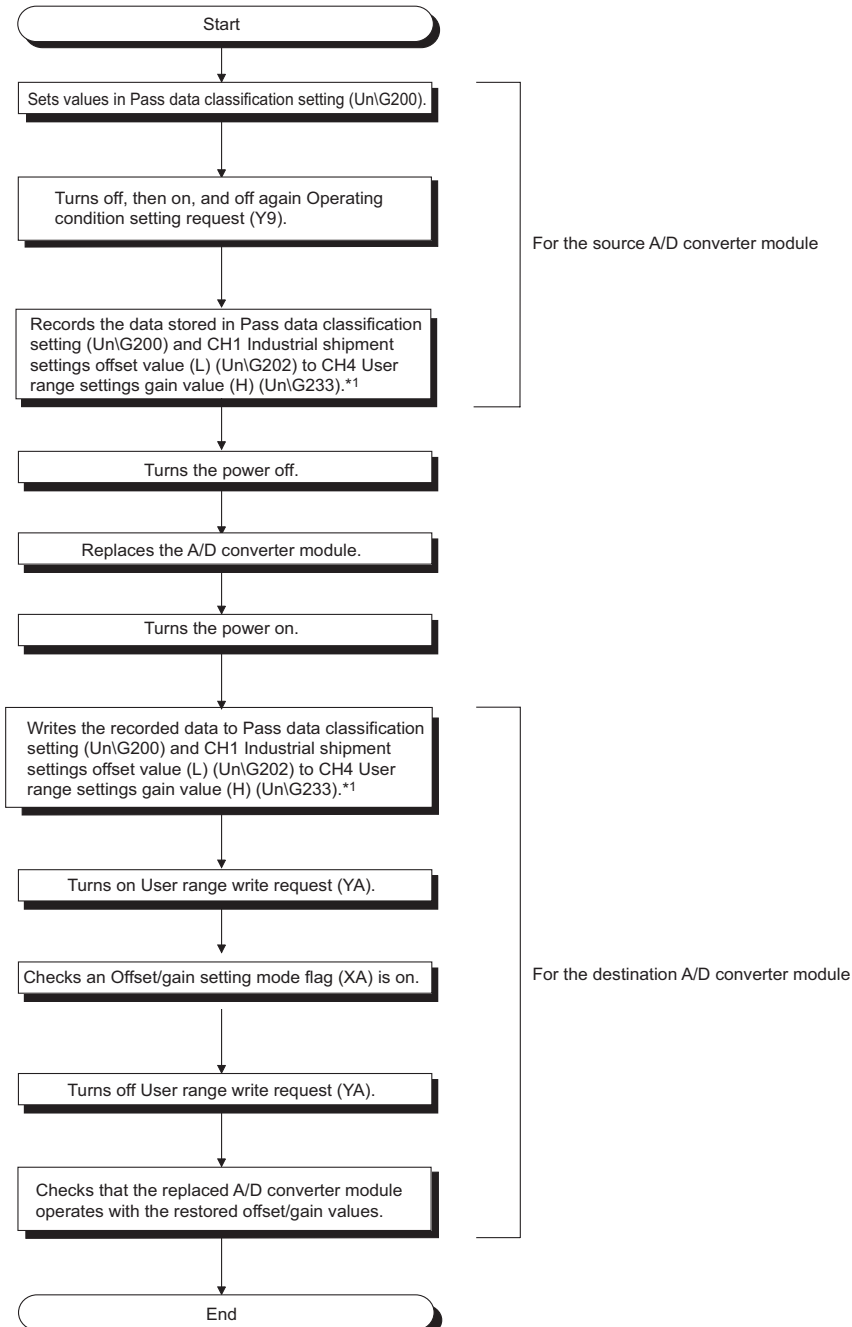 Start
Sets values in Pass data classification setting (Un\G200).
Turns off, then on, and off again Operating
condition setting request (Y9).
For the source A/D converter module
Records the data stored in Pass data classification
setting (Un\G200) and CH1 Industrial shipment
settings offset value (L) (Un\G202) to CH4 User
range settings gain value (H) (Un\G233).*1
Turns the power off.
Replaces the A/D converter module.
Turns the power on.
Writes the recorded data to Pass data classification
setting (Un\G200) and CH1 Industrial shipment
settings offset value (L) (Un\G202) to CH4 User
range settings gain value (H) (Un\G233).*1
Turns on User range write request (YA).
Checks an Offset/gain setting mode flag (XA) is on.
For the destination A/D converter module
Turns off User range write request (YA).
Checks that the replaced A/D converter module
operates with the restored offset/gain values.
End